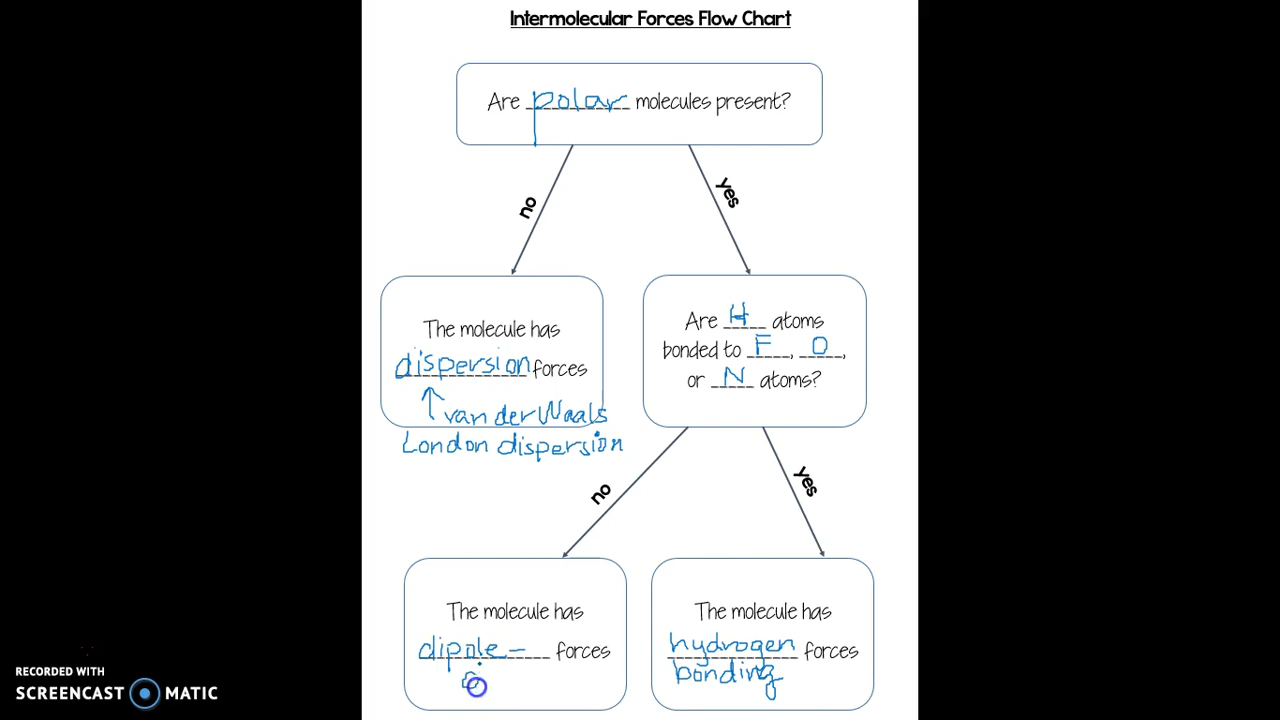 Intermolecular Forces Flow Chart
Are polar molecules present?
no
yes
The molecule has
dispersion forces
↑ van der Waals
London dispersion
Are H atoms
bonded to F, O,
or N atoms?
no
yes
The molecule has
dipole- forces
The molecule has
hydrogen forces
bonding
RECORDED WITH
SCREENCAST MATIC